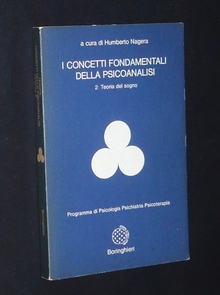 a cura di Humberto Nagera
I CONCETTI FONDAMENTALI
DELLA PSICOANALISI
2 Teoria del sogno
Programma di Psicologia Psichiatria Psicoterapia
Boringhieri